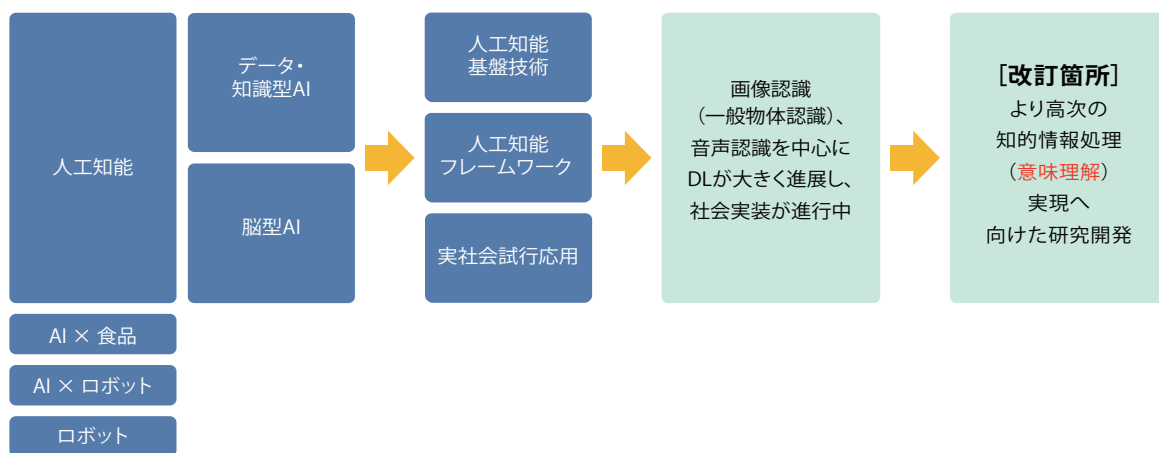 人工知能
データ・
知識型AI
脳型AI
人工知能
基盤技術
人工知能
フレームワーク
実社会試行応用
画像認識
（一般物体認識）、
音声認識を中心に
DLが大きく進展し、
社会実装が進行中
［改訂箇所］
より高次の
知的情報処理
（意味理解）
実現へ
向けた研究開発
AI × 食品
AI × ロボット
ロボット